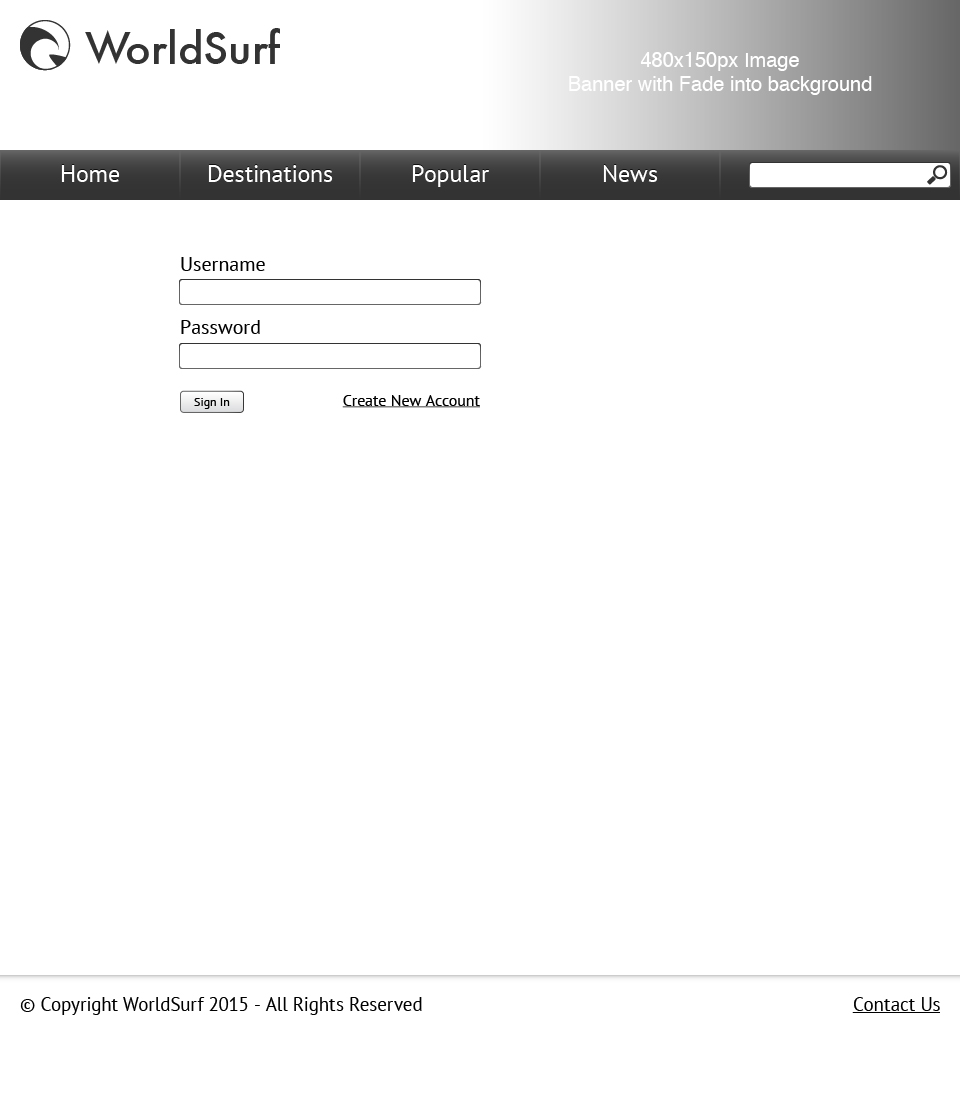 WorldSurf
480x150px Image
Banner with Fade into background
Home Destinations Popular News
Username
Password
Sign In Create New Account
© Copyright WorldSurf 2015 - All Rights Reserved Contact Us